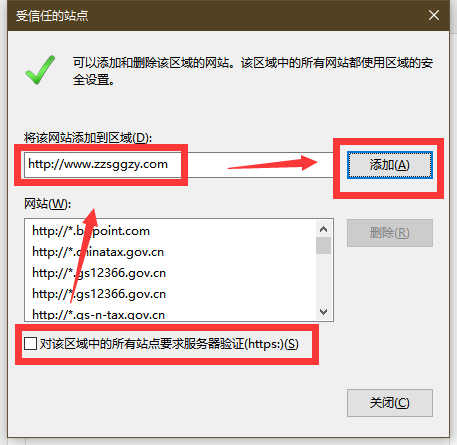 受信任的站点
可以添加和删除该区域的网站。该区域中的所有网站都使用区域的安
全设置。
将该网站添加到区域(D):
http://www.zzsggzy.com
添加(A)
网站(W):
http://*.bqpoint.com
http://*.chinatax.gov.cn
http://*.gs12366.gov.cn
http://*.gs12366.gov.cn
http://*.gs-n-tax.gov.cn
删除(R)
对该区域中的所有站点要求服务器验证(https:)(S)
关闭(C)